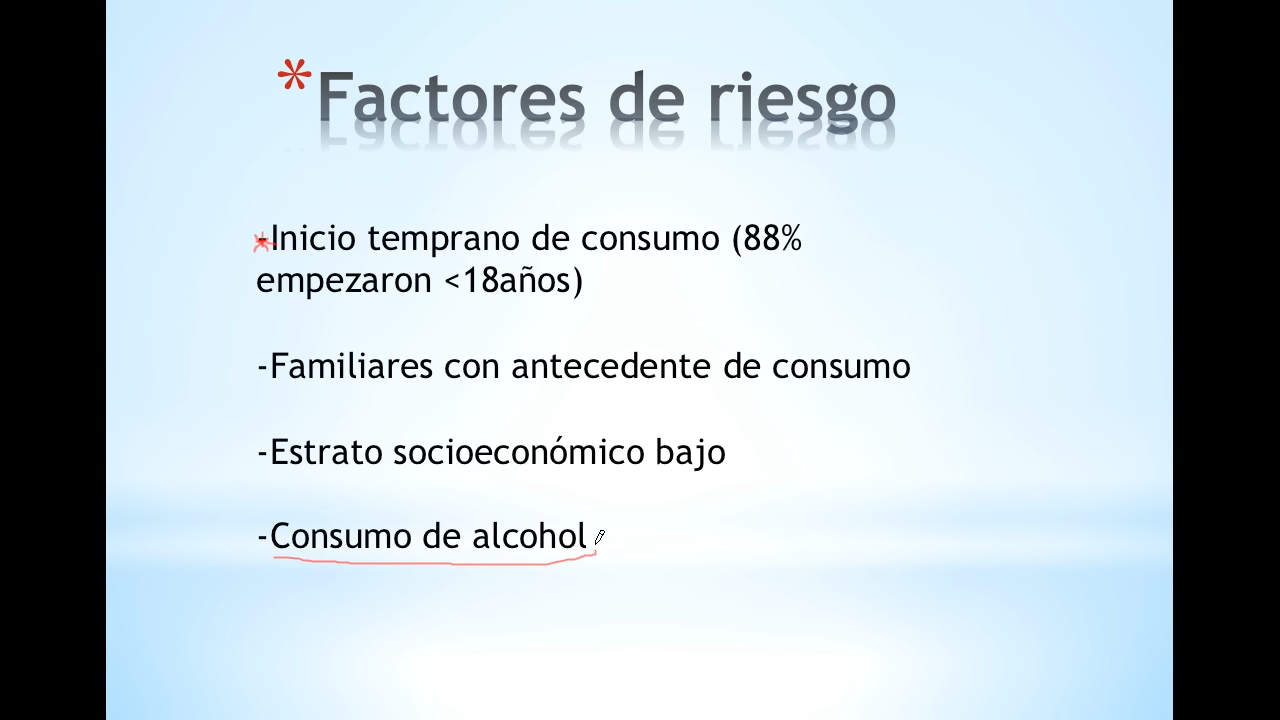 *Factores de riesgo
-Inicio temprano de consumo (88%
empezaron <18años)
-Familiares con antecedente de consumo
-Estrato socioeconómico bajo
-Consumo de alcohol